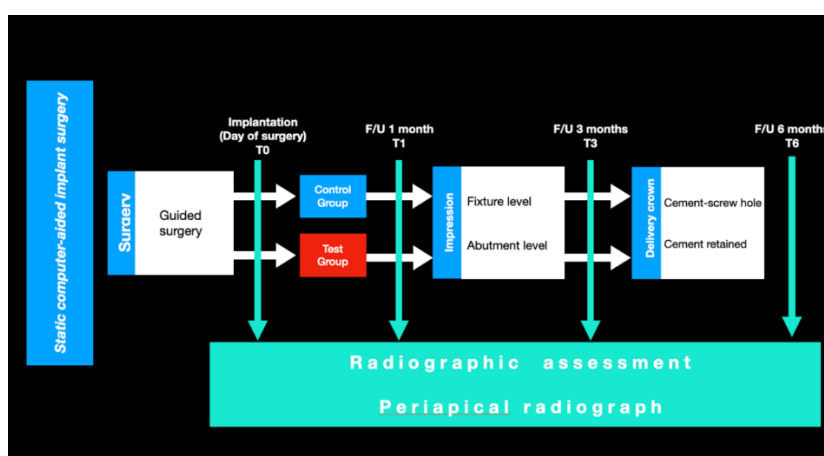 Static computer-aided implant surgery
Implantation
(Day of surgery)
T0
F/U 1 month
T1
F/U 3 months
T3
F/U 6 months
T6
Surgery
Guided
surgery
Control
Group
Test
Group
Impression
Fixture level
Abutment level
Delivery crown
Cement-screw hole
Cement retained
Radiographic assessment
Periapical radiograph